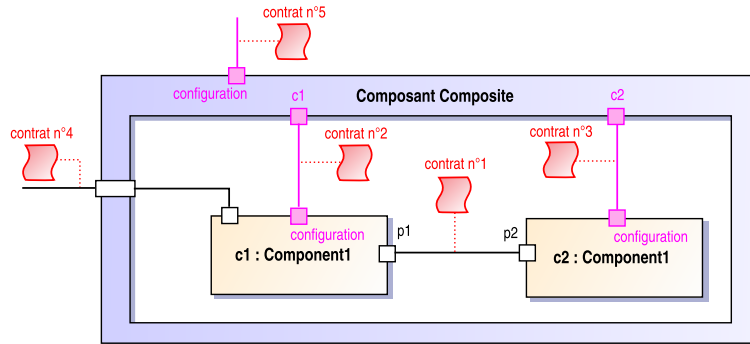 contrat n°5
configuration
c1
Composant Composite
c2
contrat n°4
contrat n°2
contrat n°3
contrat n°1
configuration
p1
p2
configuration
c1 : Component1
c2 : Component1